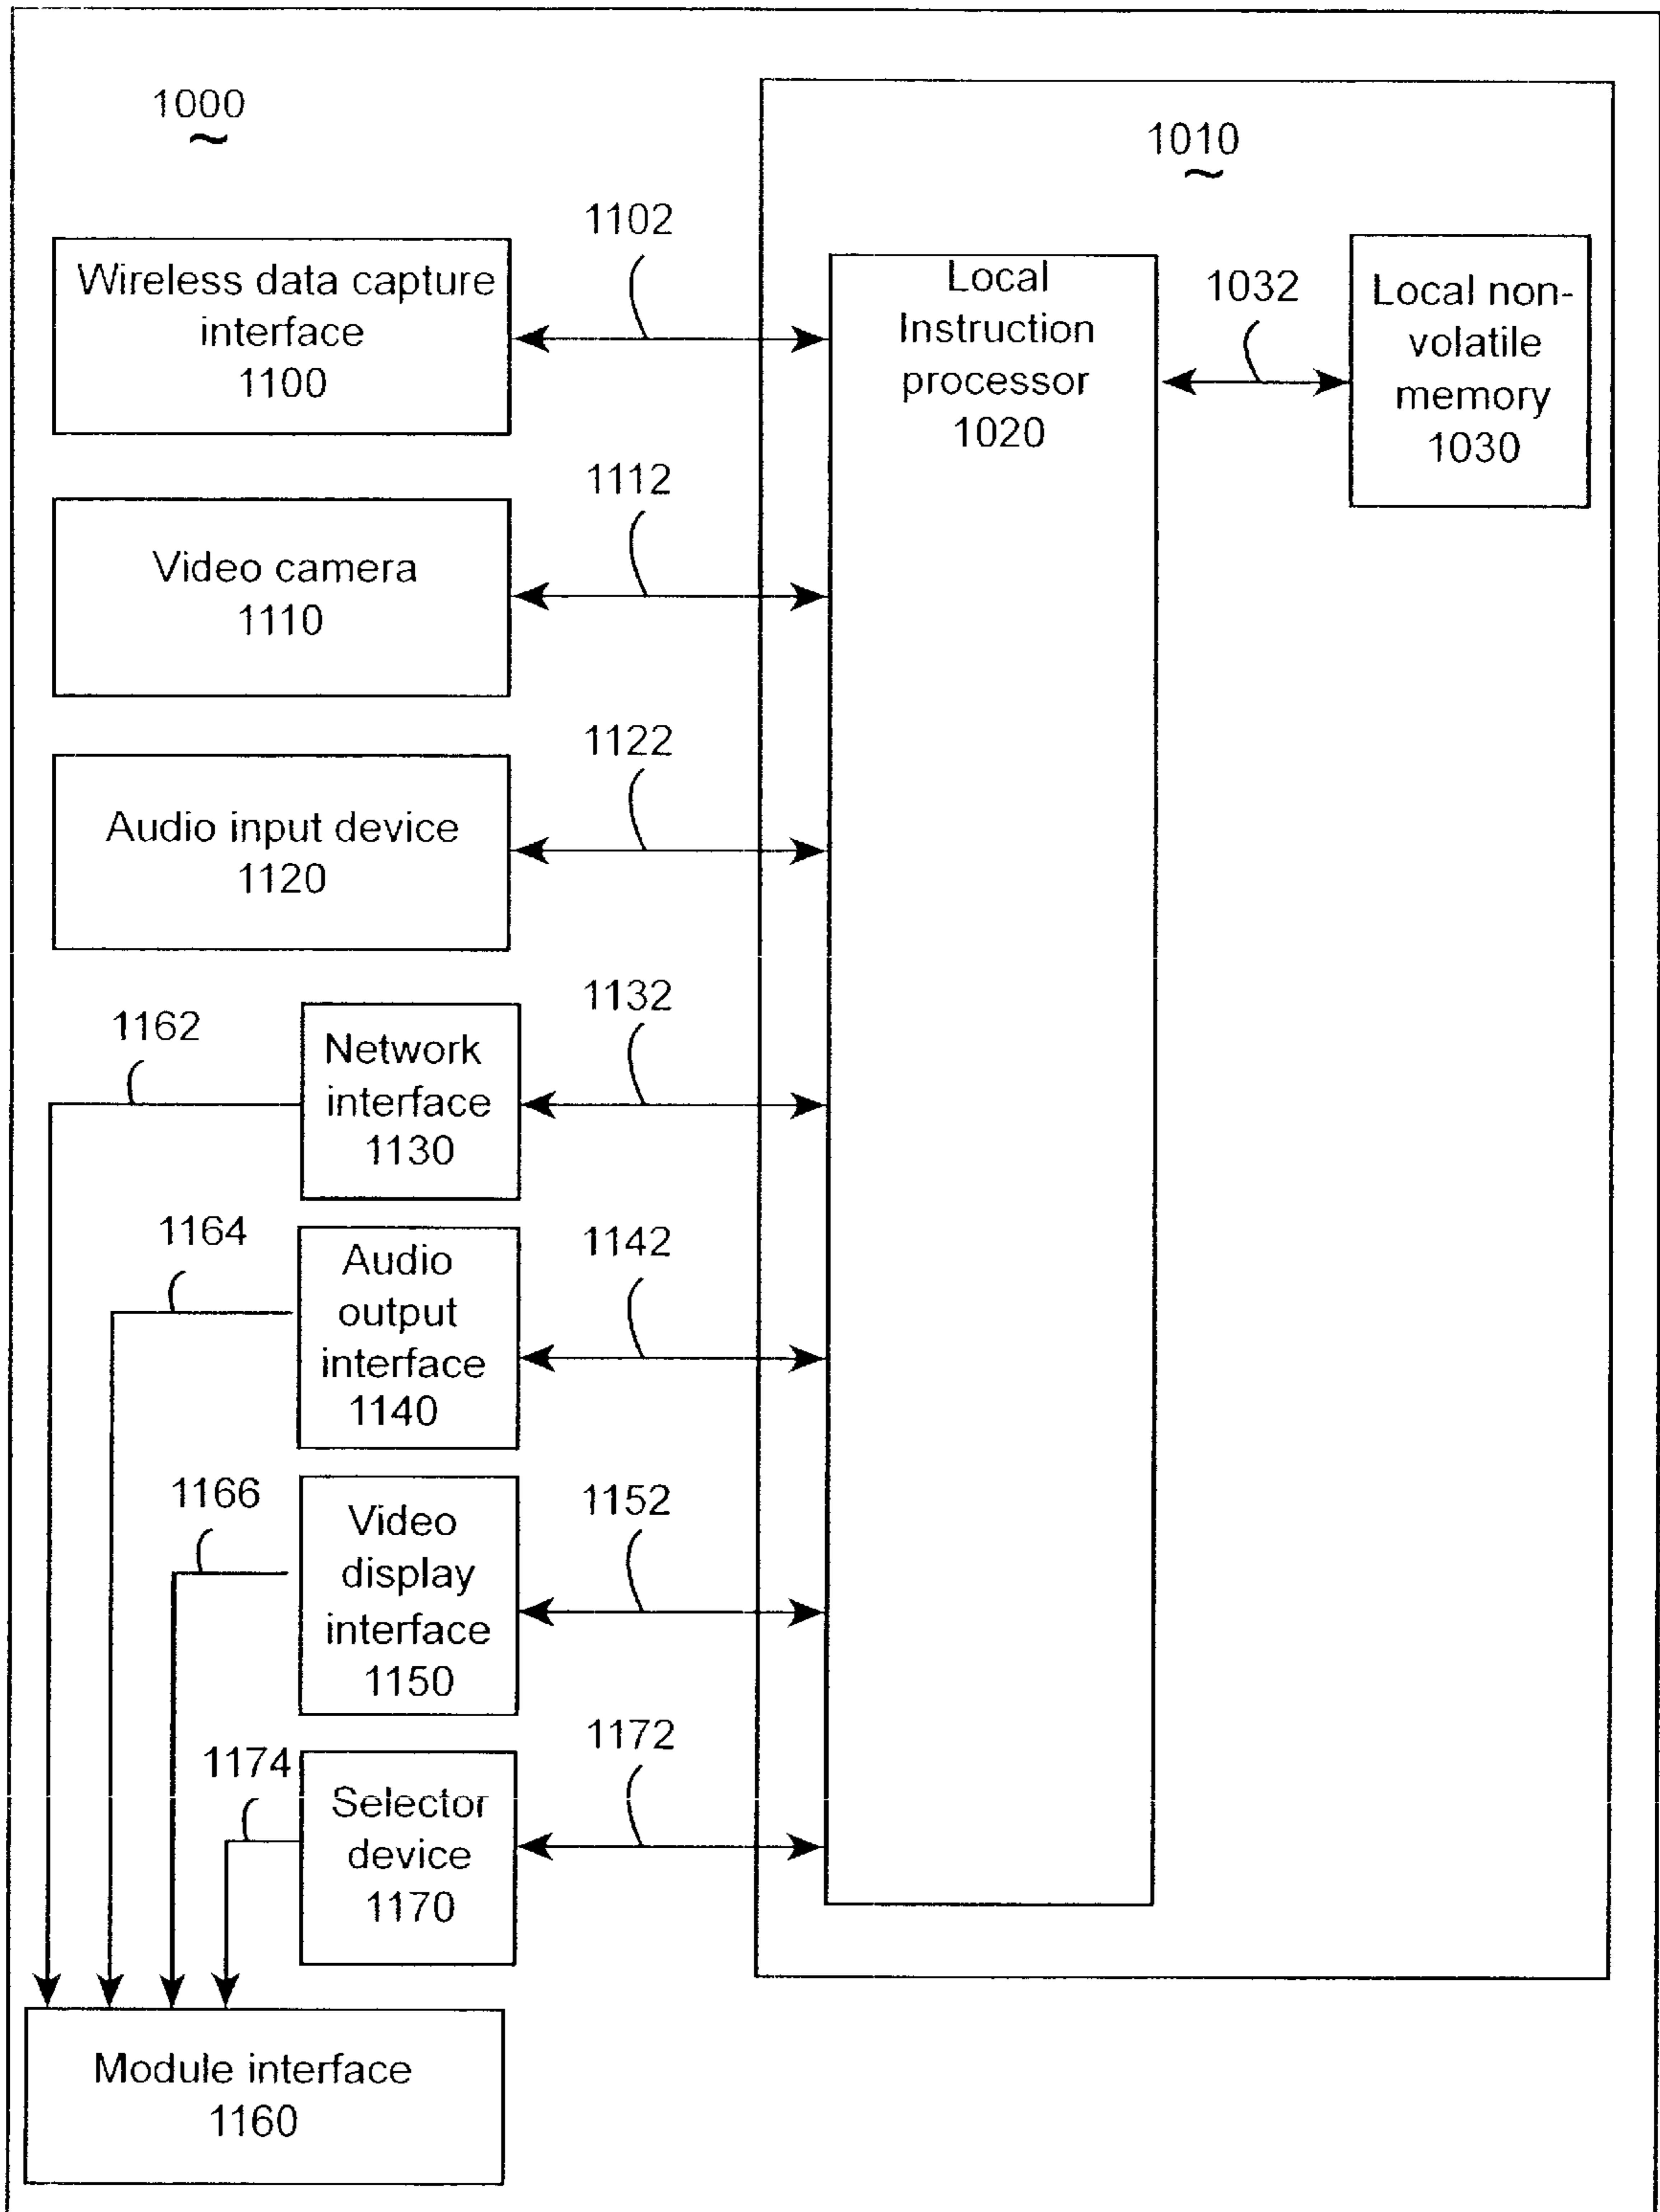 1000
1010
1102
Wireless data capture
interface
1100
Local
Instruction
processor
1020
1032
Local non-
volatile
memory
1030
1112
Video camera
1110
1122
Audio input device
1120
1132
1162
Network
interface
1130
1164
Audio
output
interface
1140
1142
1166
Video
display
interface
1150
1152
1174
Selector
device
1170
1172
Module interface
1160